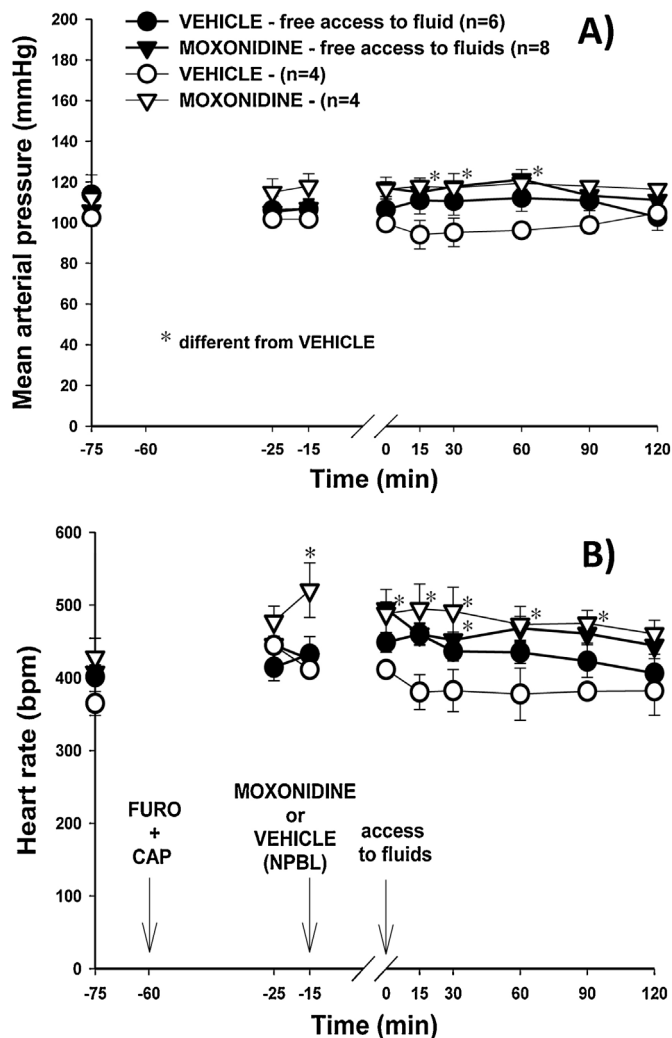 A)
VEHICLE - free access to fluid (n=6)
MOXONIDINE - free access to fluids (n=8
VEHICLE - (n=4)
MOXONIDINE - (n=4
Mean arterial pressure (mmHg)
200
180
160
140
120
100
80
60
40
20
0
* * *
* different from VEHICLE
-75 -60 -25 -15 0 15 30 60 90 120
Time (min)
B)
Heart rate (bpm)
600
500
400
300
200
100
0
*
* * * * *
*
FURO
+
CAP
MOXONIDINE
or
VEHICLE
(NPBL)
access
to fluids
-75 -60 -25 -15 0 15 30 60 90 120
Time (min)